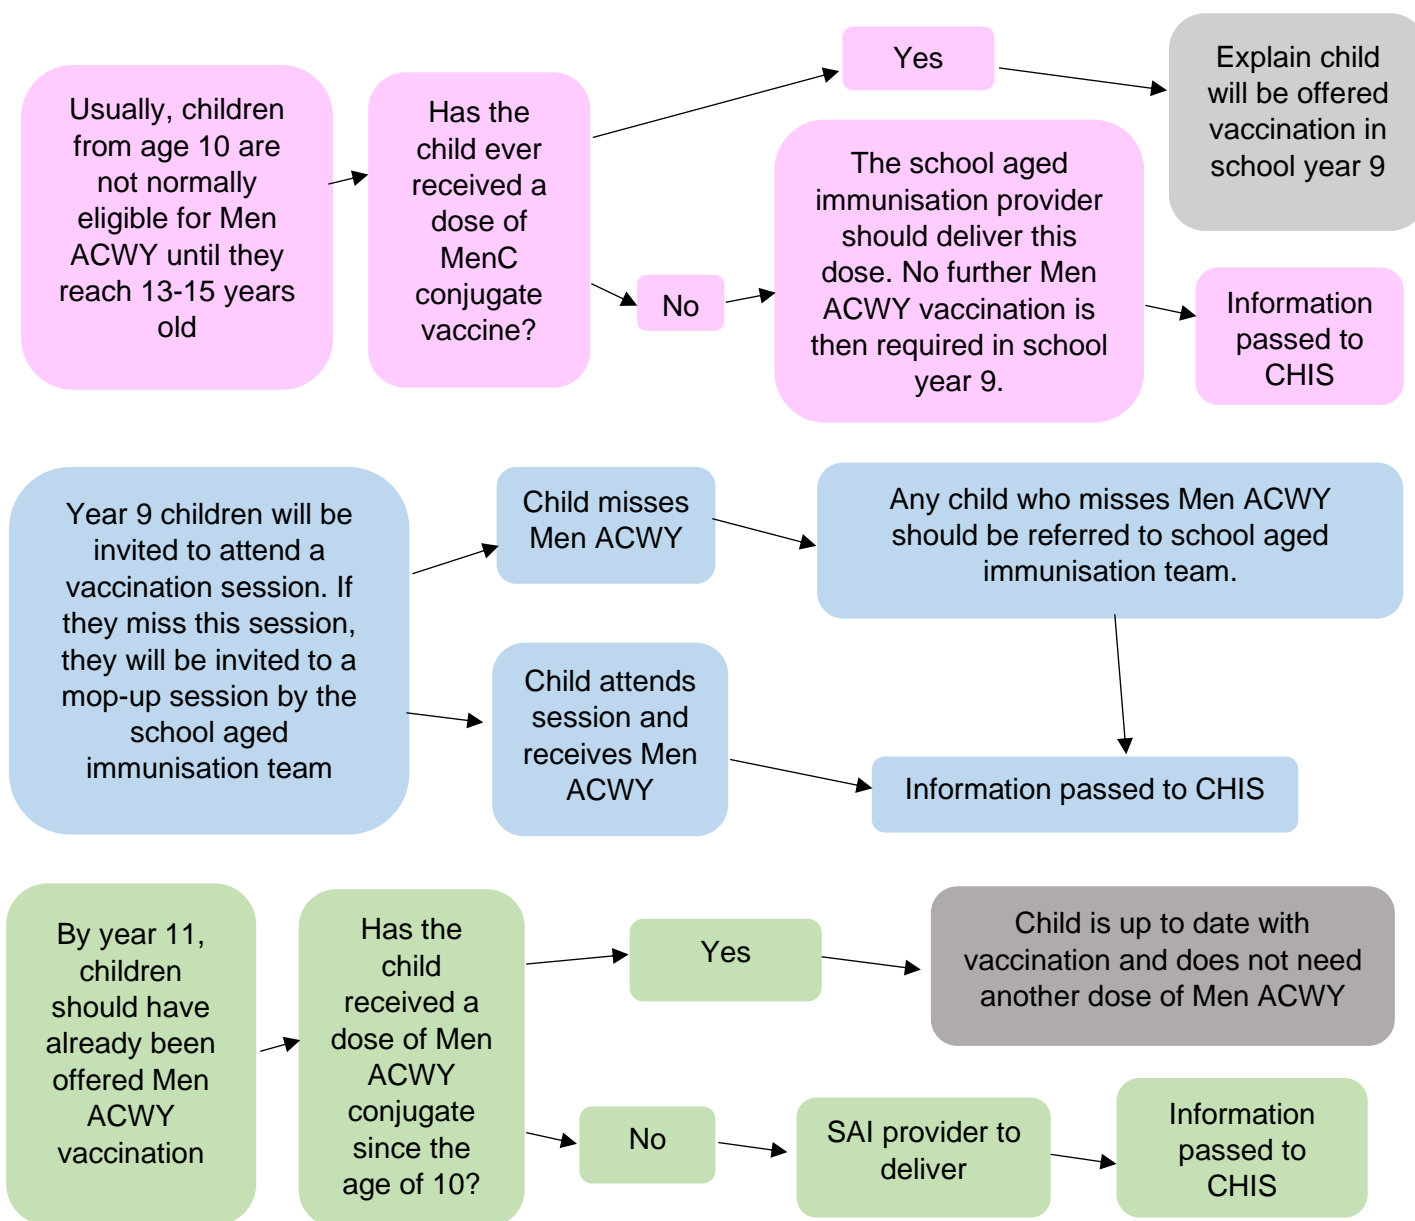 Usually, children
from age 10 are
not normally
eligible for Men
ACWY until they
reach 13-15 years
old
Has the
child ever
received a
dose of
MenC
conjugate
vaccine?
Yes
Explain child
will be offered
vaccination in
school year 9
No
The school aged
immunisation provider
should deliver this
dose. No further Men
ACWY vaccination is
then required in school
year 9.
Information
passed to
CHIS
Year 9 children will be
invited to attend a
vaccination session. If
they miss this session,
they will be invited to a
mop-up session by the
school aged
immunisation team
Child misses
Men ACWY
Any child who misses Men ACWY
should be referred to school aged
immunisation team.
Child attends
session and
receives Men
ACWY
Information passed to CHIS
By year 11,
children
should have
already been
offered Men
ACWY
vaccination
Has the
child
received a
dose of Men
ACWY
conjugate
since the
age of 10?
Yes
Child is up to date with
vaccination and does not need
another dose of Men ACWY
No
SAI provider to
deliver
Information
passed to
CHIS